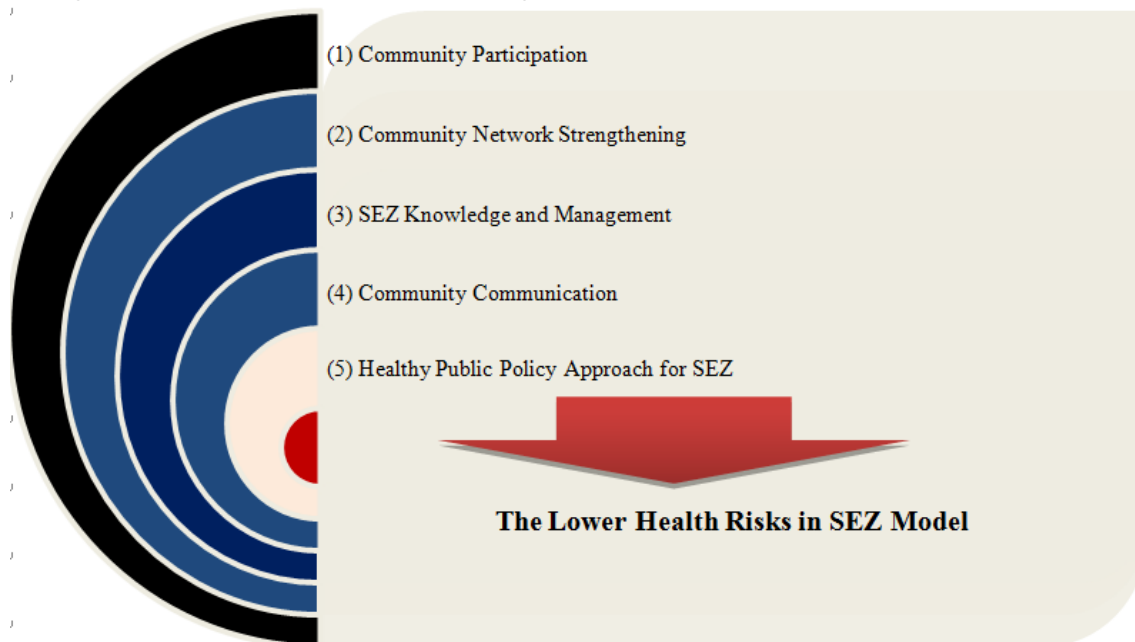 (1) Community Participation
(2) Community Network Strengthening
(3) SEZ Knowledge and Management
(4) Community Communication
(5) Healthy Public Policy Approach for SEZ
The Lower Health Risks in SEZ Model